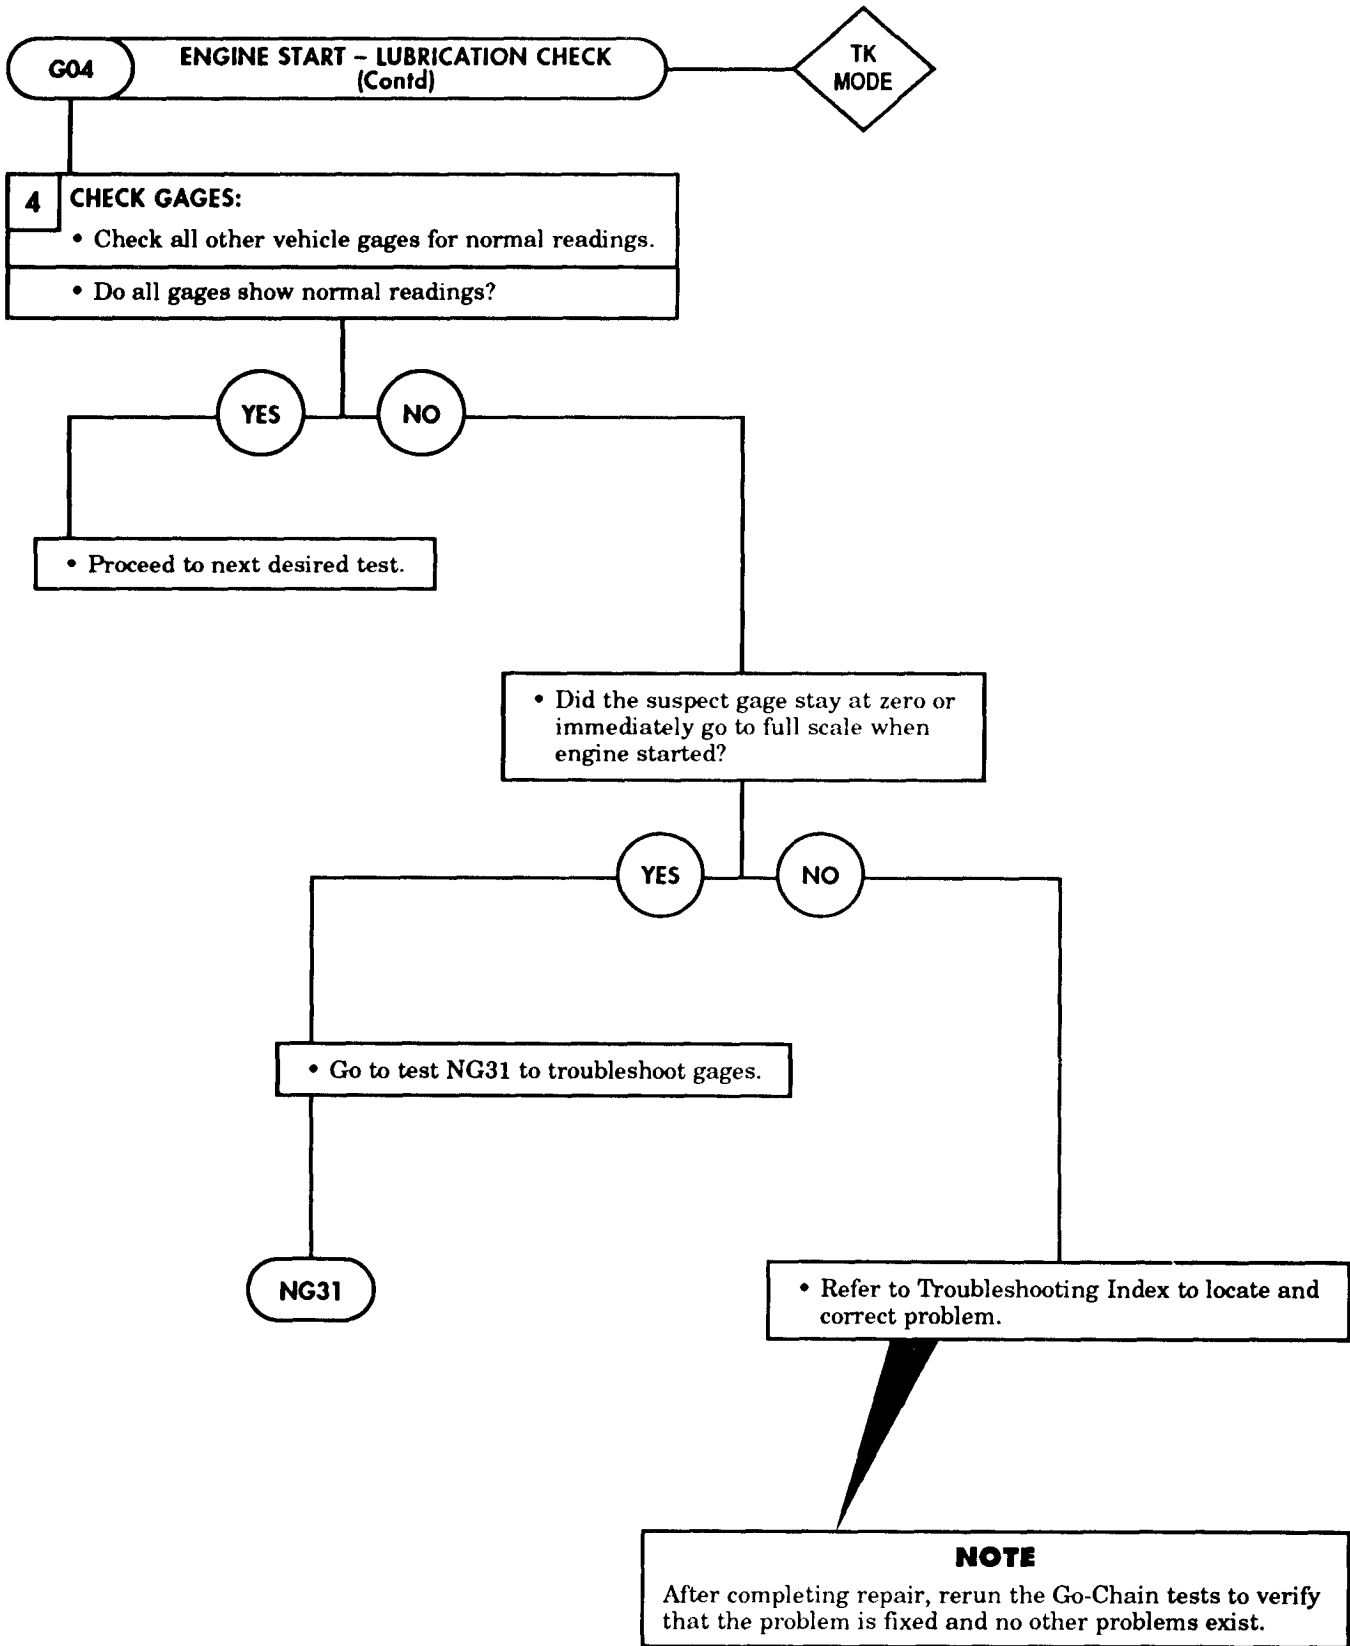 G04
ENGINE START – LUBRICATION CHECK
(Contd)
TK
MODE
4
CHECK GAGES:
• Check all other vehicle gages for normal readings.
• Do all gages show normal readings?
YES
NO
• Proceed to next desired test.
• Did the suspect gage stay at zero or
immediately go to full scale when
engine started?
YES
NO
• Go to test NG31 to troubleshoot gages.
NG31
• Refer to Troubleshooting Index to locate and
correct problem.
NOTE
After completing repair, rerun the Go-Chain tests to verify
that the problem is fixed and no other problems exist.